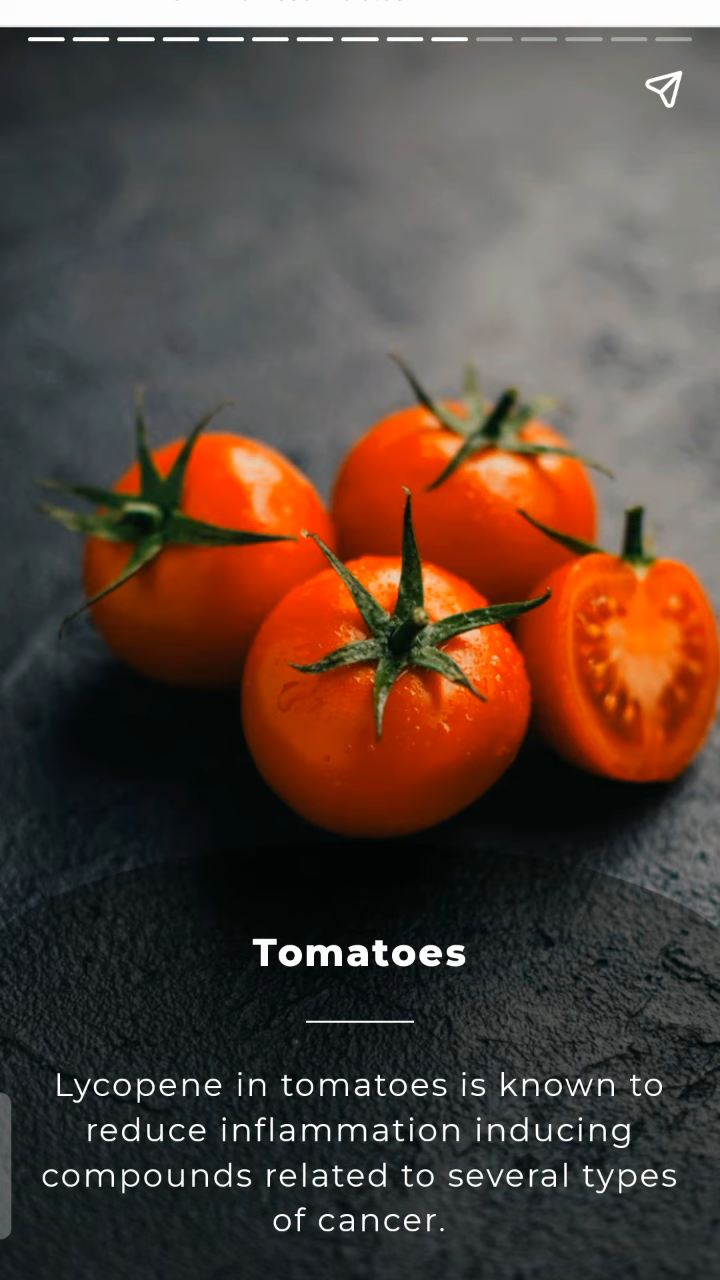 Tomatoes
Lycopene in tomatoes is known to
reduce inflammation inducing
compounds related to several types
of cancer.